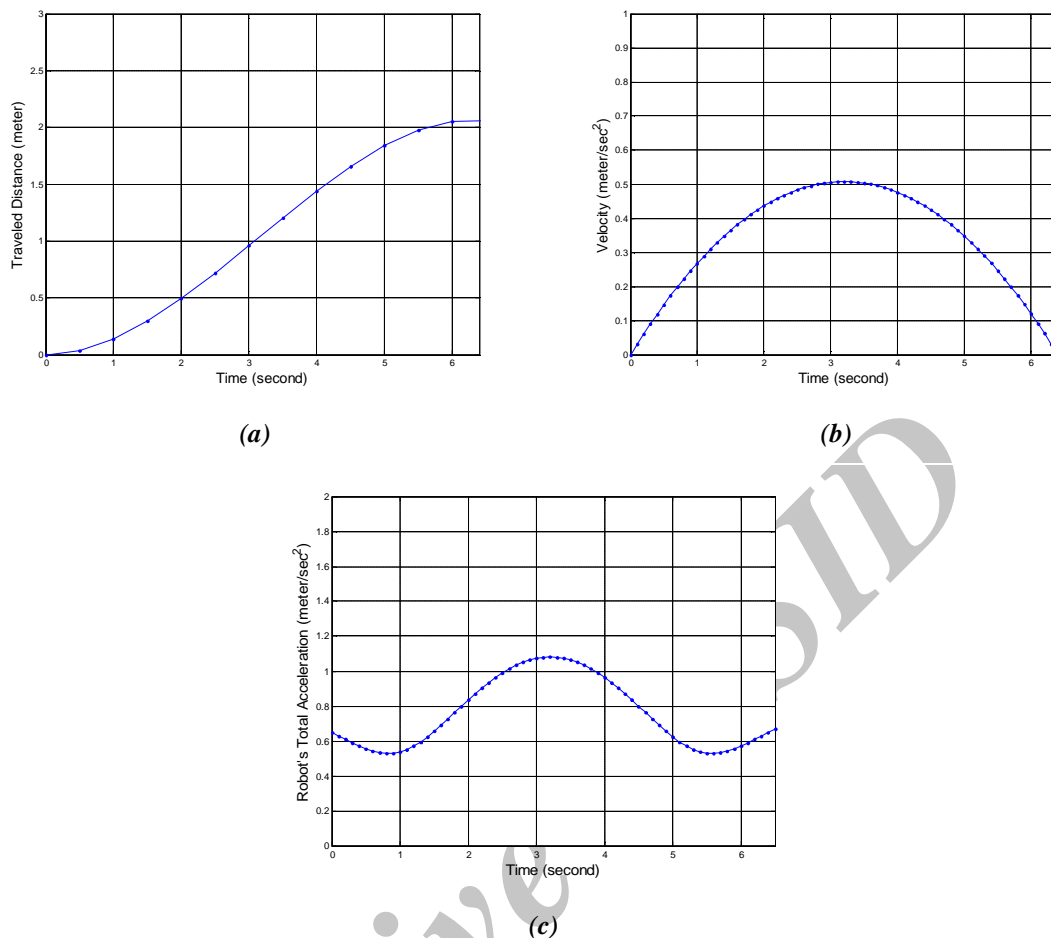 3
2.5
2
1.5
1
0.5
0
0 1 2 3 4 5 6
Traveled Distance (meter)
Time (second)
(a)
1
0.9
0.8
0.7
0.6
0.5
0.4
0.3
0.2
0.1
0
0 1 2 3 4 5 6
Velocity (meter/sec²)
Time (second)
(b)
2
1.8
1.6
1.4
1.2
1
0.8
0.6
0.4
0.2
0
0 1 2 3 4 5 6
Robot's Total Acceleration (meter/sec²)
Time (second)
(c)
ive
SID